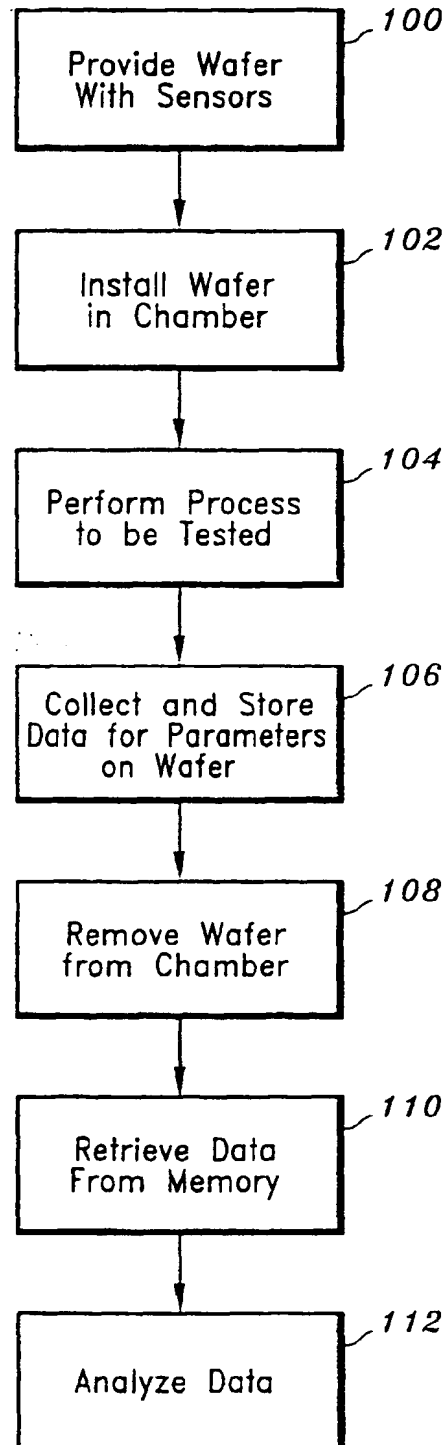 100
Provide Wafer
With Sensors
102
Install Wafer
in Chamber
104
Perform Process
to be Tested
106
Collect and Store
Data for Parameters
on Wafer
108
Remove Wafer
from Chamber
110
Retrieve Data
From Memory
112
Analyze Data